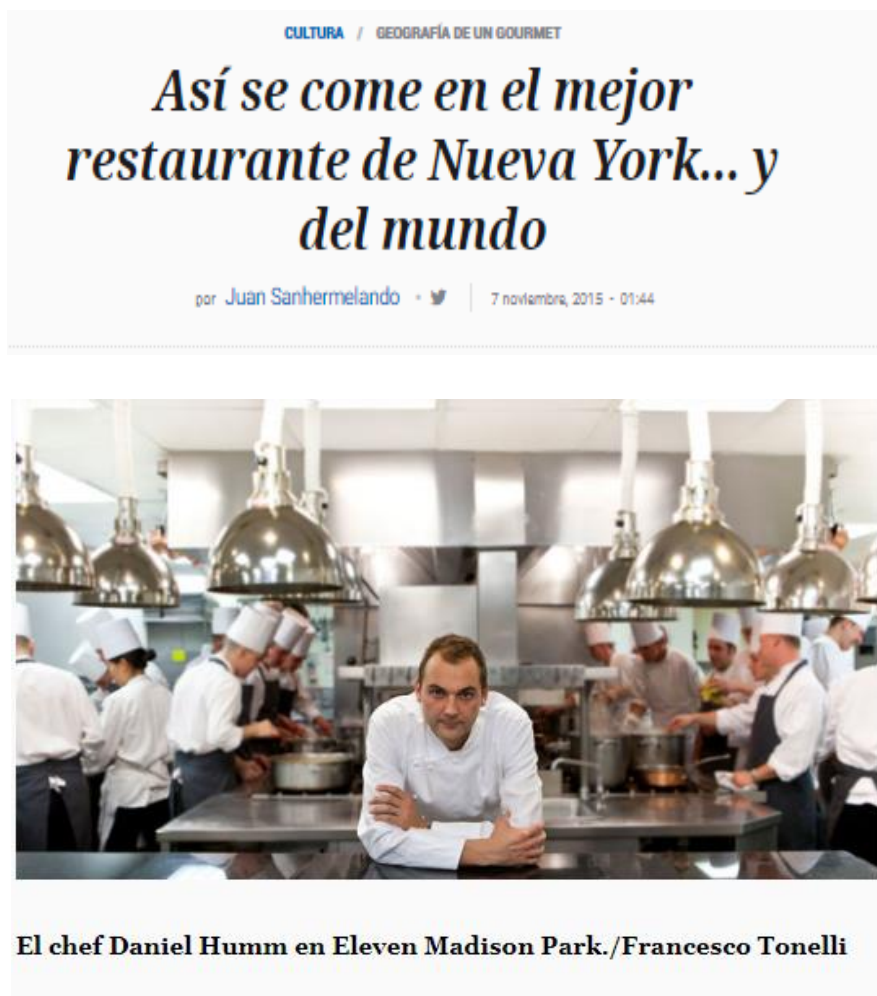 CULTURA / GEOGRAFÍA DE UN GOURMET
Así se come en el mejor
restaurante de Nueva York... y
del mundo
por Juan Sanhermelando • 7 noviembre, 2015 - 01:44
El chef Daniel Humm en Eleven Madison Park./Francesco Tonelli